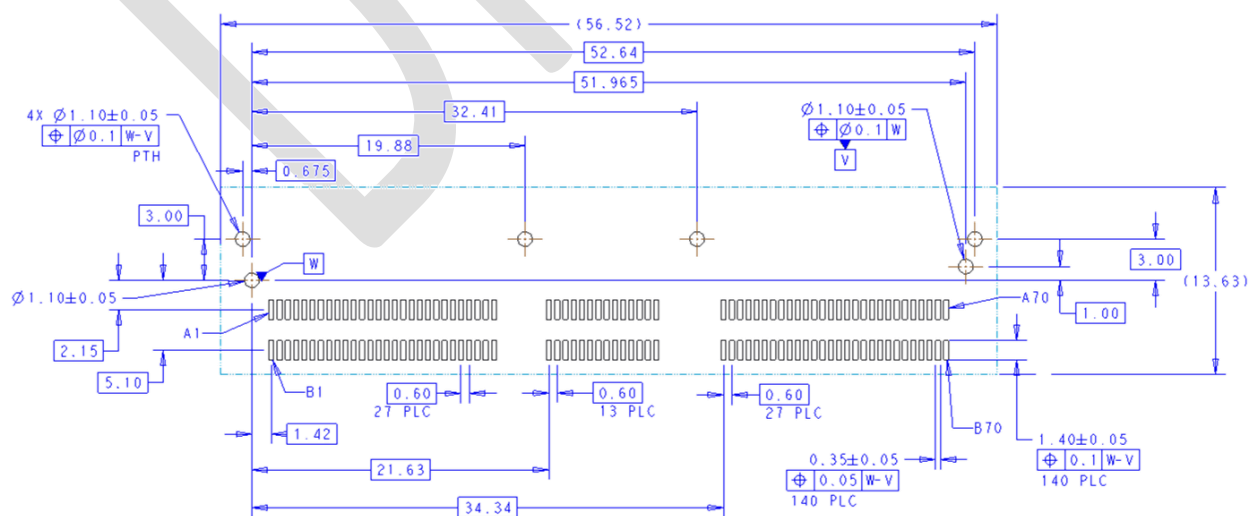 (56.52)
52.64
51.965
32.41
4X Ø1.10±0.05
⌖ Ø0.1 W-V
PTH
Ø1.10±0.05
⌖ Ø0.1 W
V
19.88
0.675
3.00
W
3.00
(13.63)
Ø1.10±0.05
A70
1.00
A1
2.15
5.10
B1
0.60
27 PLC
0.60
13 PLC
0.60
27 PLC
B70
1.42
1.40±0.05
⌖ 0.1 W-V
140 PLC
0.35±0.05
⌖ 0.05 W-V
140 PLC
21.63
34.34